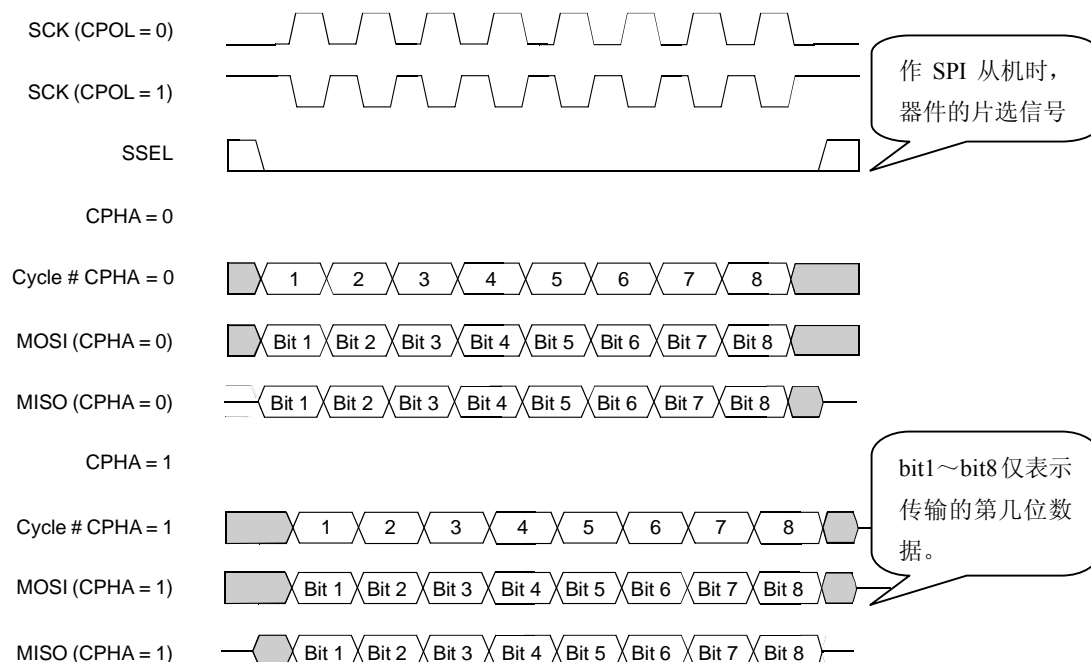 SCK (CPOL = 0)
SCK (CPOL = 1)
作 SPI 从机时，
器件的片选信号
SSEL
CPHA = 0
Cycle # CPHA = 0 1 2 3 4 5 6 7 8
MOSI (CPHA = 0) Bit 1 Bit 2 Bit 3 Bit 4 Bit 5 Bit 6 Bit 7 Bit 8
MISO (CPHA = 0) Bit 1 Bit 2 Bit 3 Bit 4 Bit 5 Bit 6 Bit 7 Bit 8
CPHA = 1
bit1～bit8 仅表示
传输的第几位数
据。
Cycle # CPHA = 1 1 2 3 4 5 6 7 8
MOSI (CPHA = 1) Bit 1 Bit 2 Bit 3 Bit 4 Bit 5 Bit 6 Bit 7 Bit 8
MISO (CPHA = 1) Bit 1 Bit 2 Bit 3 Bit 4 Bit 5 Bit 6 Bit 7 Bit 8